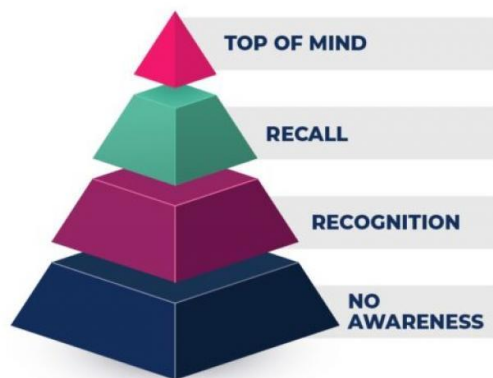 TOP OF MIND
RECALL
RECOGNITION
NO
AWARENESS